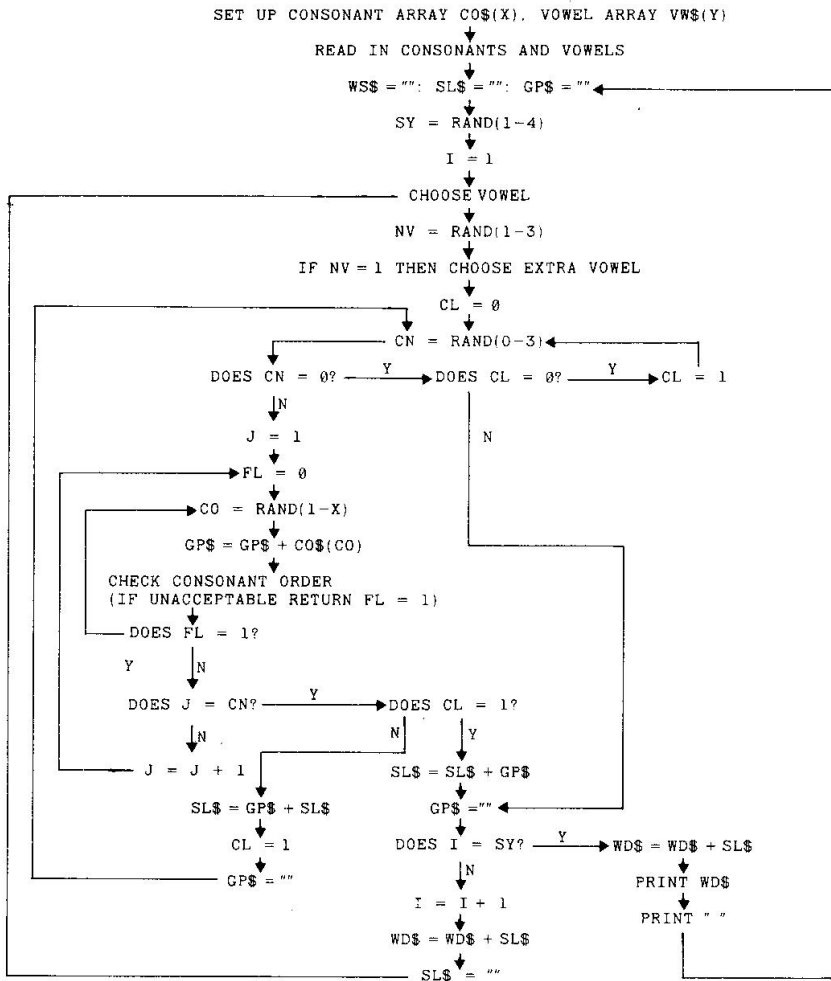 SET UP CONSONANT ARRAY CO$(X), VOWEL ARRAY VW$(Y)
READ IN CONSONANTS AND VOWELS
WS$ = "": SL$ = "": GP$ = ""
SY = RAND(1-4)
I = 1
CHOOSE VOWEL
NV = RAND(1-3)
IF NV = 1 THEN CHOOSE EXTRA VOWEL
CL = 0
CN = RAND(0-3)
DOES CN = 0? Y DOES CL = 0? Y CL = 1
N
J = 1 N
FL = 0
CO = RAND(1-X)
GP$ = GP$ + CO$(CO)
CHECK CONSONANT ORDER
(IF UNACCEPTABLE RETURN FL = 1)
DOES FL = 1?
Y N
DOES J = CN? Y DOES CL = 1?
N N Y
J = J + 1 SL$ = SL$ + GP$
SL$ = GP$ + SL$ GP$ = ""
CL = 1 DOES I = SY? Y WD$ = WD$ + SL$
GP$ = "" N PRINT WD$
I = I + 1
PRINT " "
WD$ = WD$ + SL$
SL$ = ""